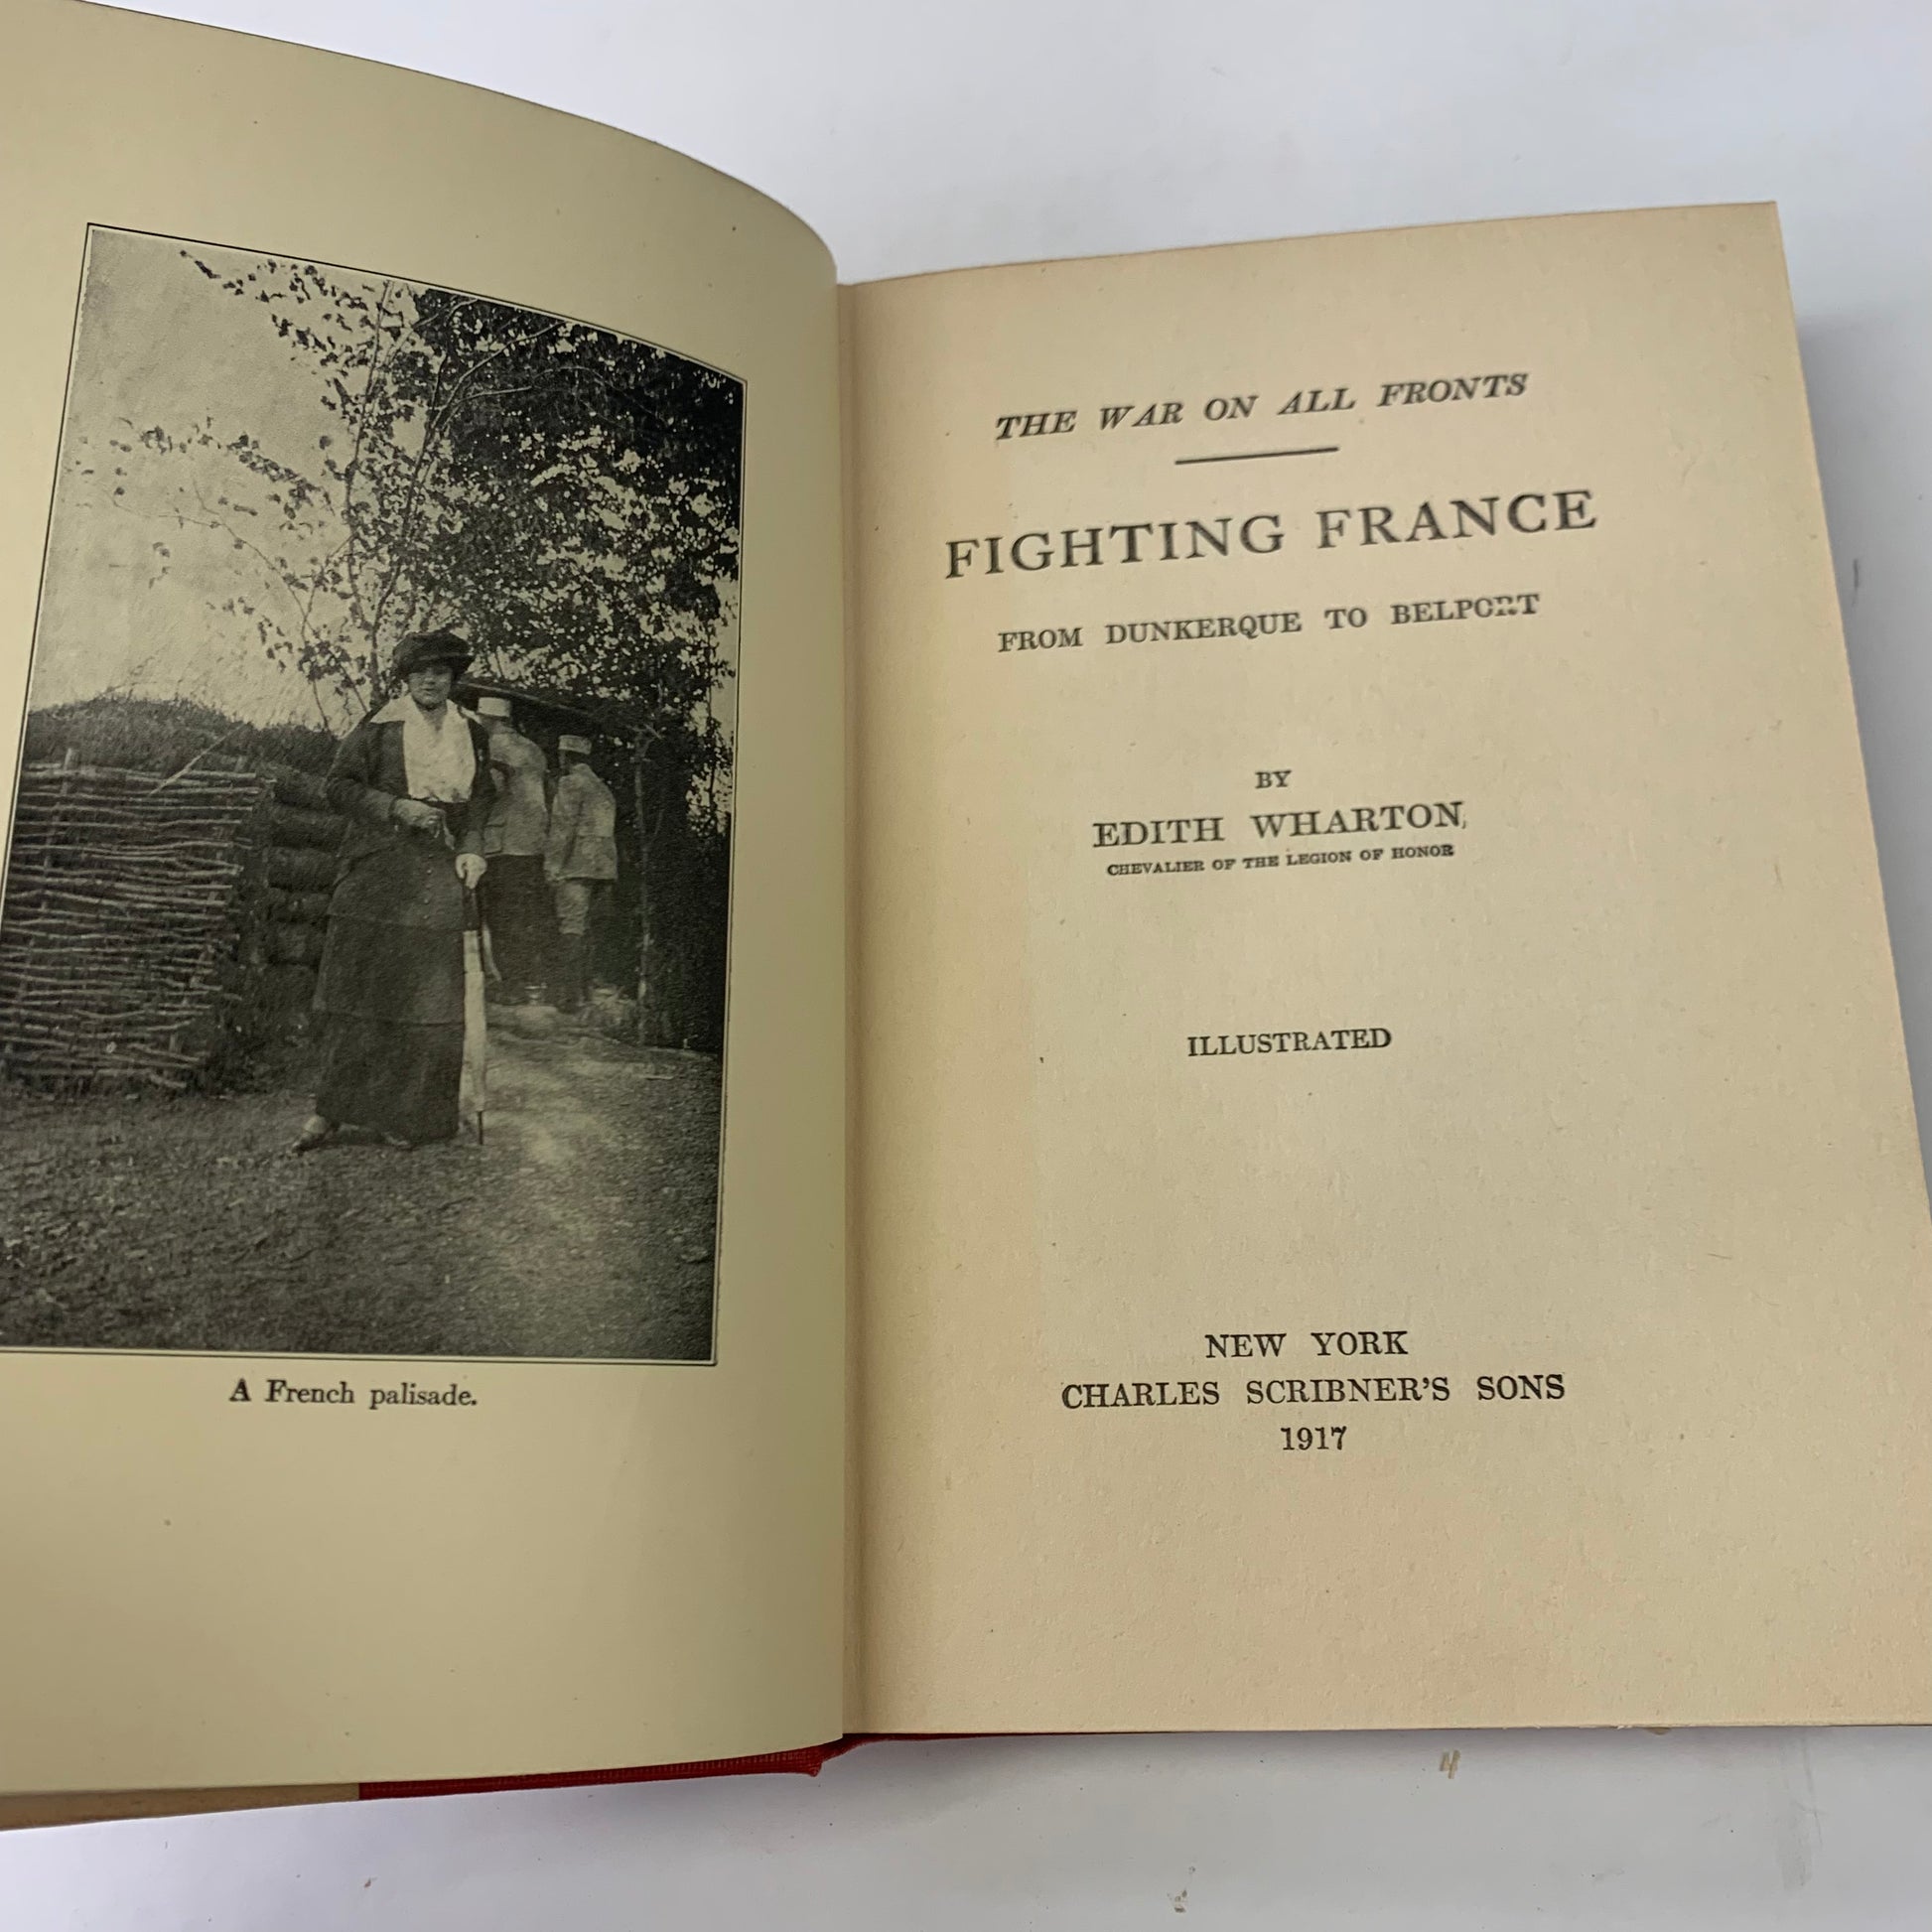 A French palisade.
THE WAR ON ALL FRONTS
FIGHTING FRANCE
FROM DUNKERQUE TO BELPORT
BY
EDITH WHARTON
CHEVALIER OF THE LEGION OF HONOR
ILLUSTRATED
NEW YORK
CHARLES SCRIBNER'S SONS
1917